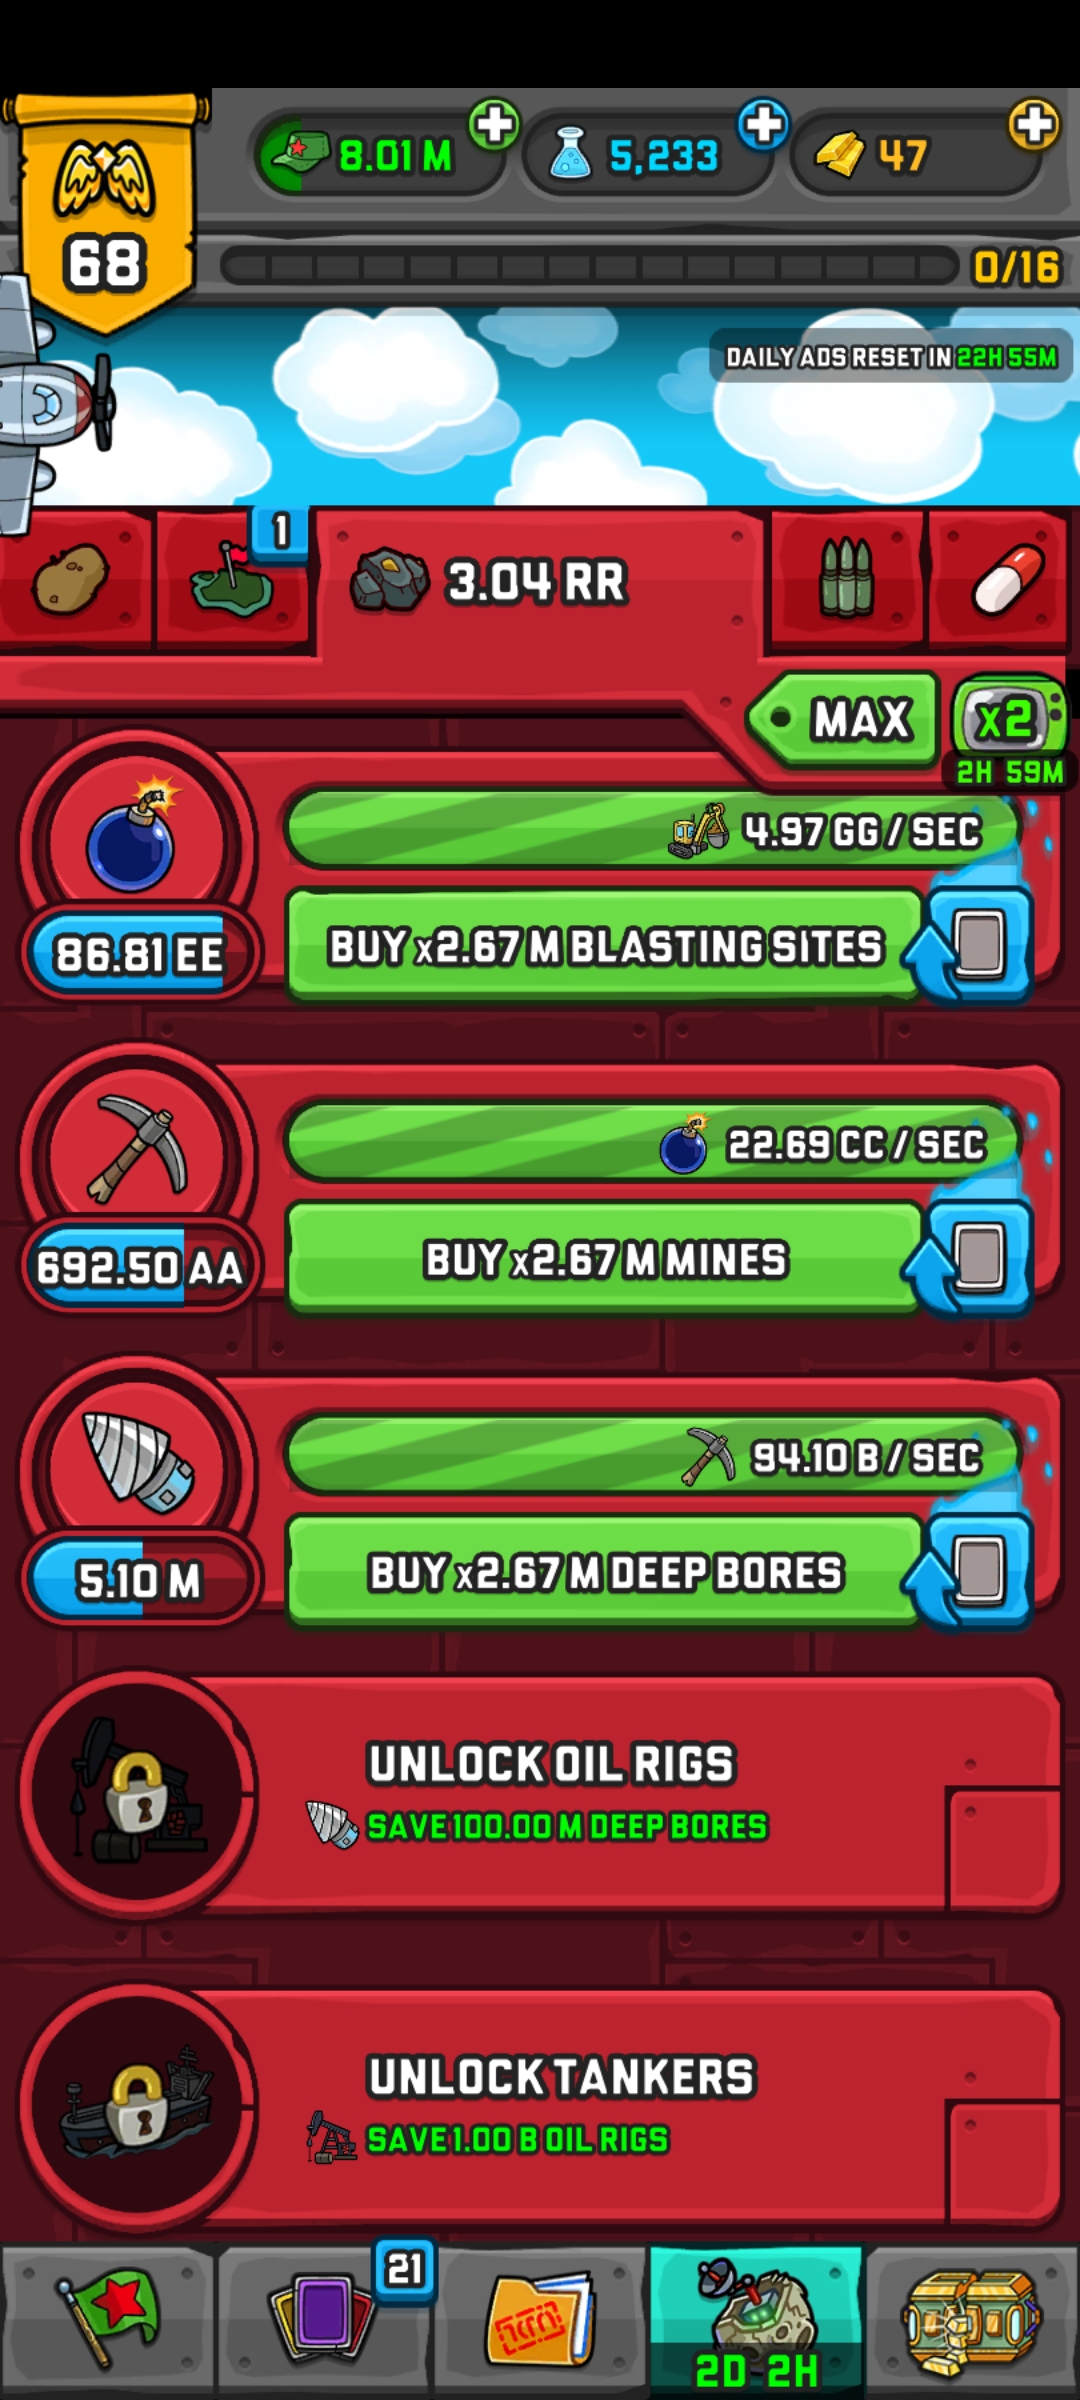 8.01 M
5,233
47
68
0/16
DAILY ADS RESET IN 22H 55M
1
3.04 RR
MAX
x2
2H 59M
4.97 GG / SEC
86.81 EE
BUY x2.67 M BLASTING SITES
22.69 CC / SEC
692.50 AA
BUY x2.67 M MINES
94.10 B / SEC
5.10 M
BUY x2.67 M DEEP BORES
UNLOCK OIL RIGS
SAVE 100.00 M DEEP BORES
UNLOCK TANKERS
SAVE 1.00 B OIL RIGS
21
2D 2H